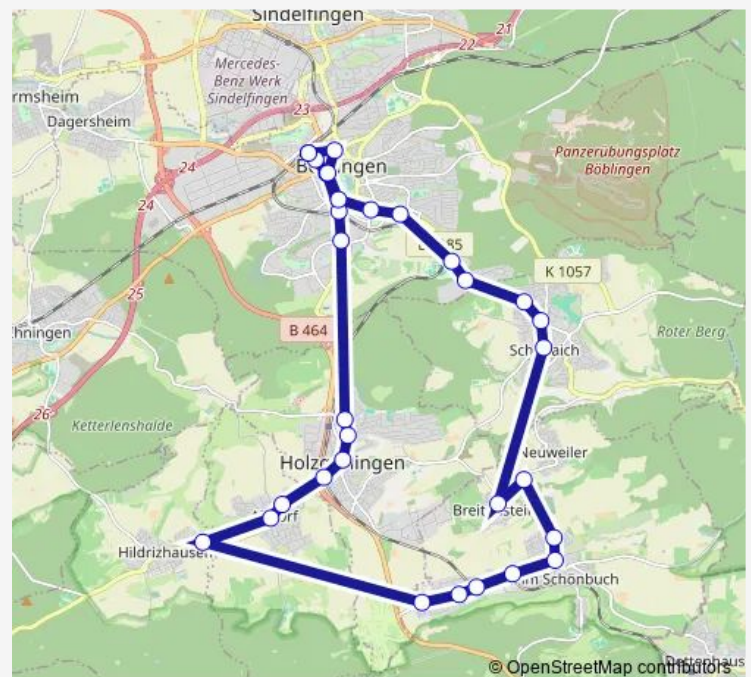 Sindelfingen
21
22
Mercedes-
Benz Werk
Sindelfingen
rmsheim
Dagersheim
23
24
Panzerübungsplatz
Böblingen
24
K 1057
25
B 464
hningen
Roter Berg
26
Ketterlenshalde
Neuweiler
Hildrizhausen
m Schönbuch
© OpenStreetMap contributors